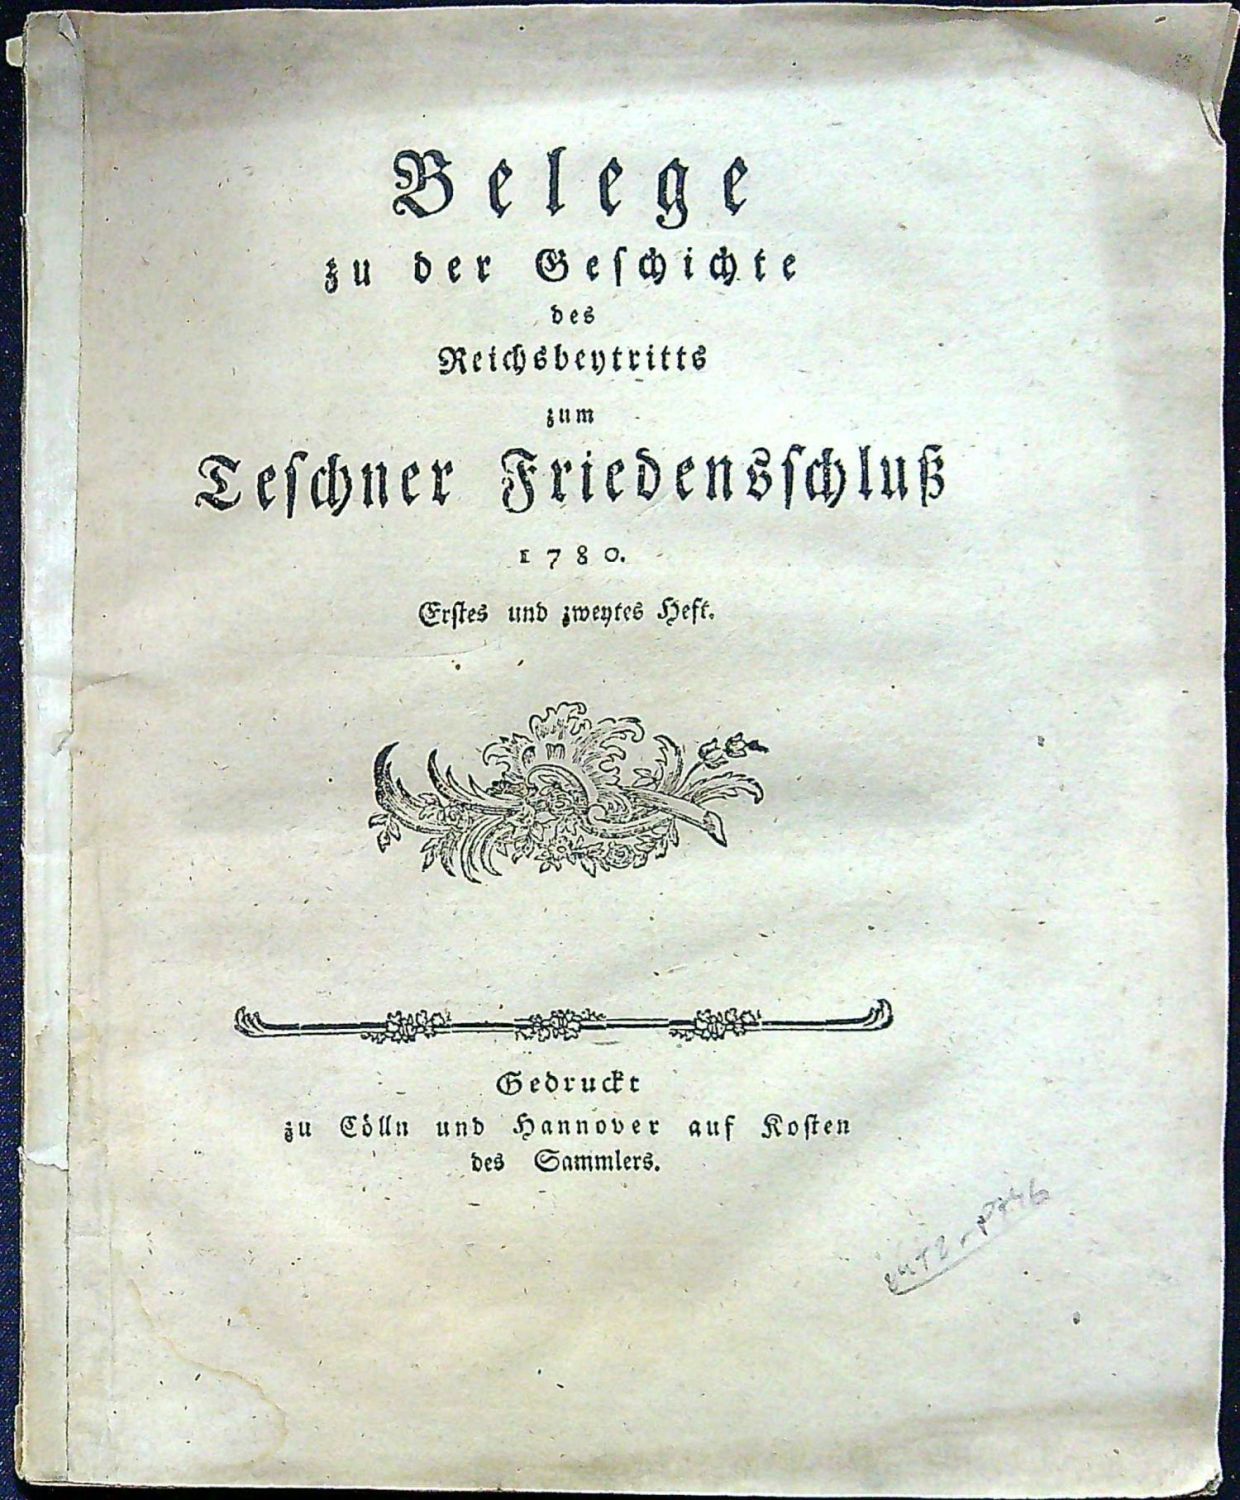 Belege
zu der Geschichte
des
Reichsbeytritts
zum
Teschner Friedensschluß
1780.
Erstes und zweytes Heft.
Gedruckt
zu Cölln und Hannover auf Kosten
des Sammlers.